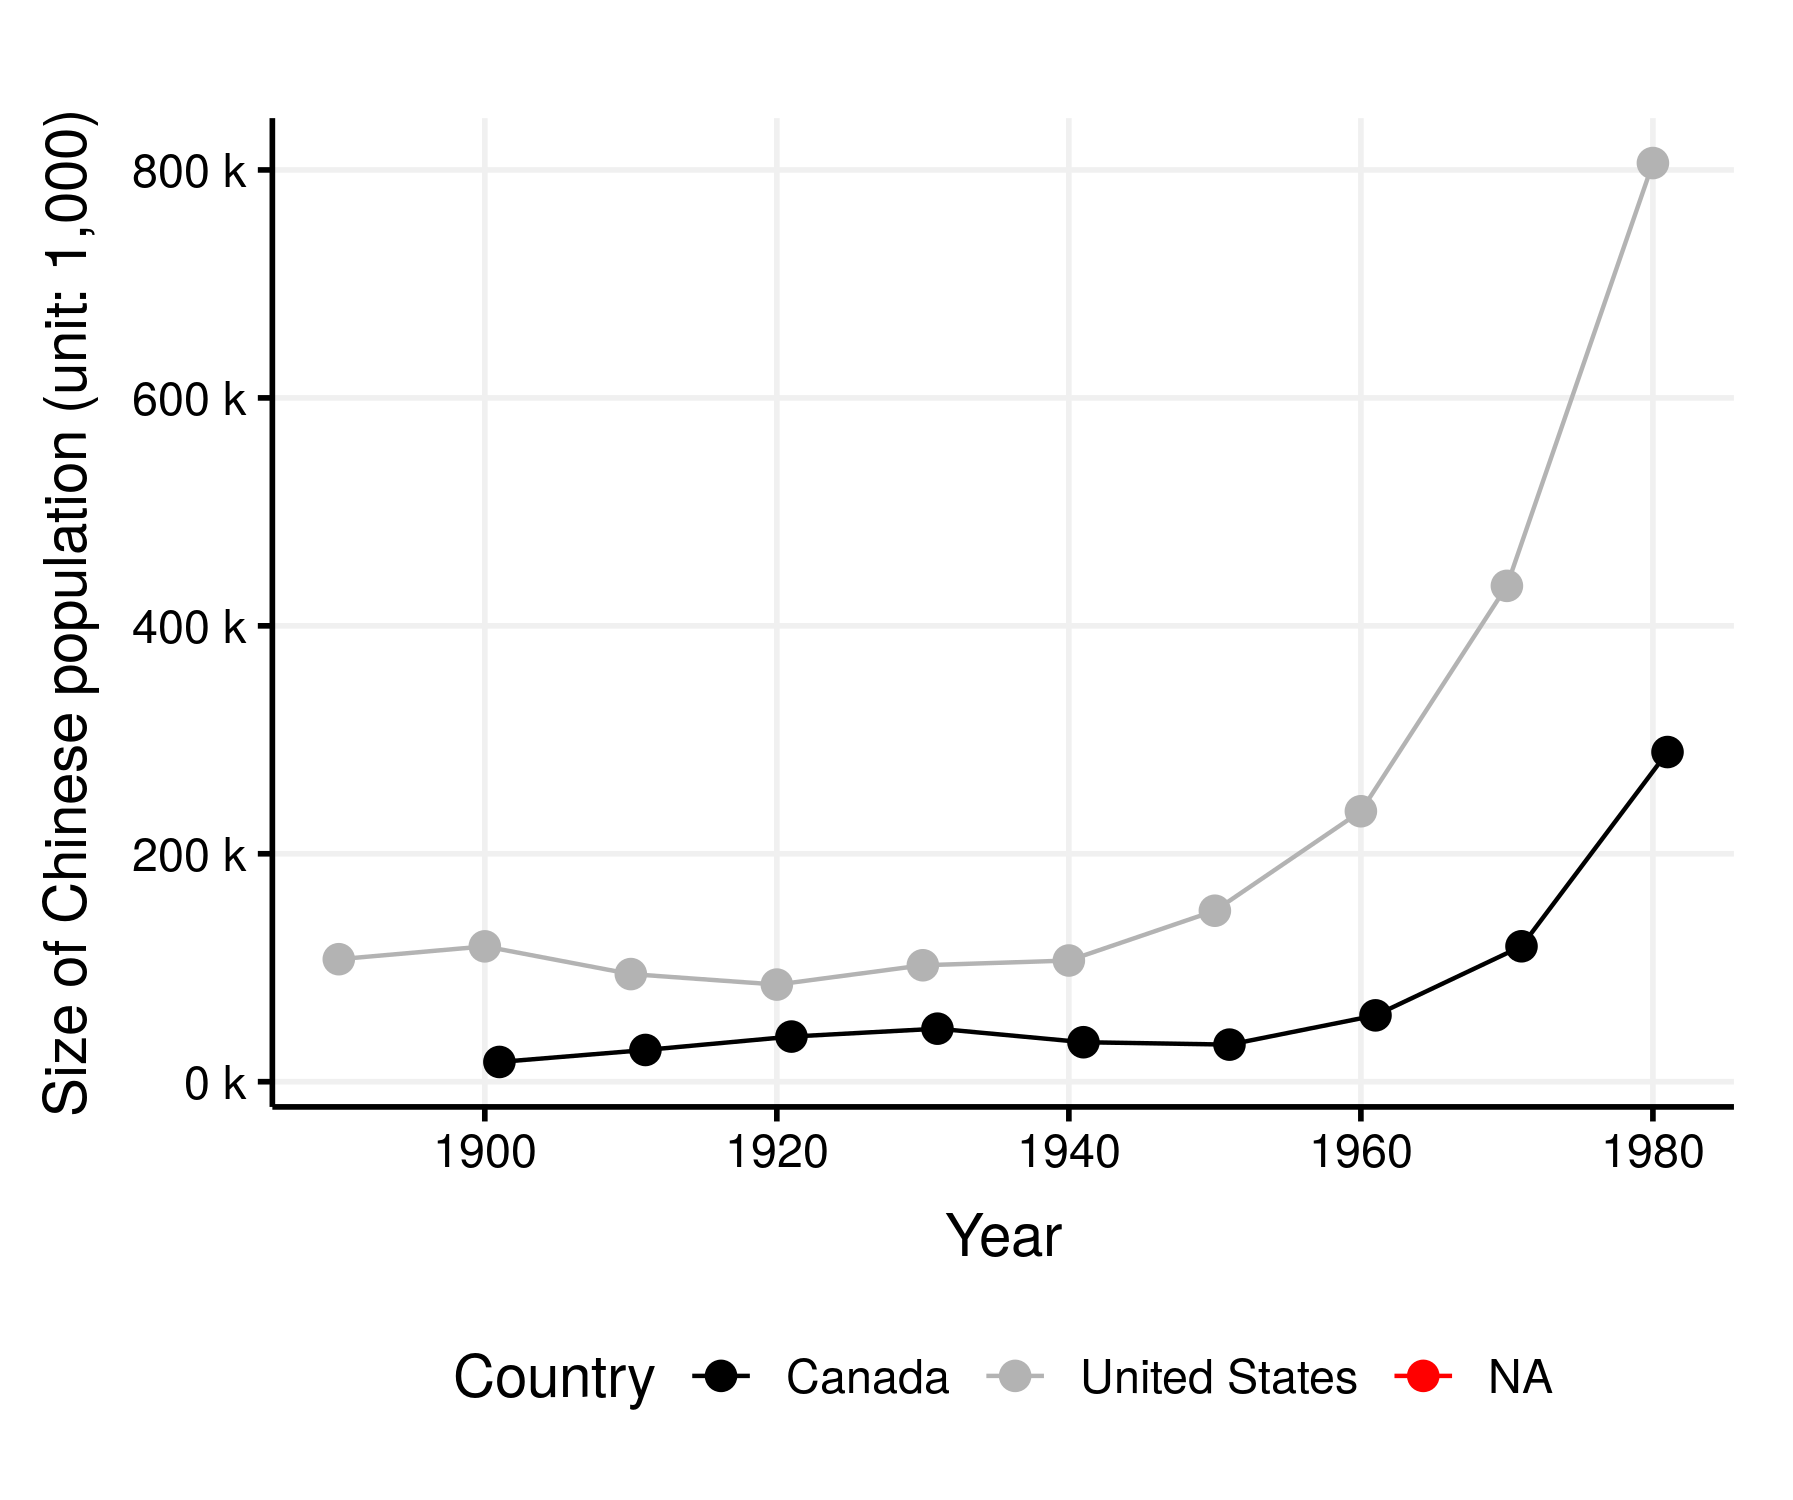 Size of Chinese population (unit: 1,000)
800 k
600 k
400 k
200 k
0 k
1900 1920 1940 1960 1980
Year
Country Canada United States NA